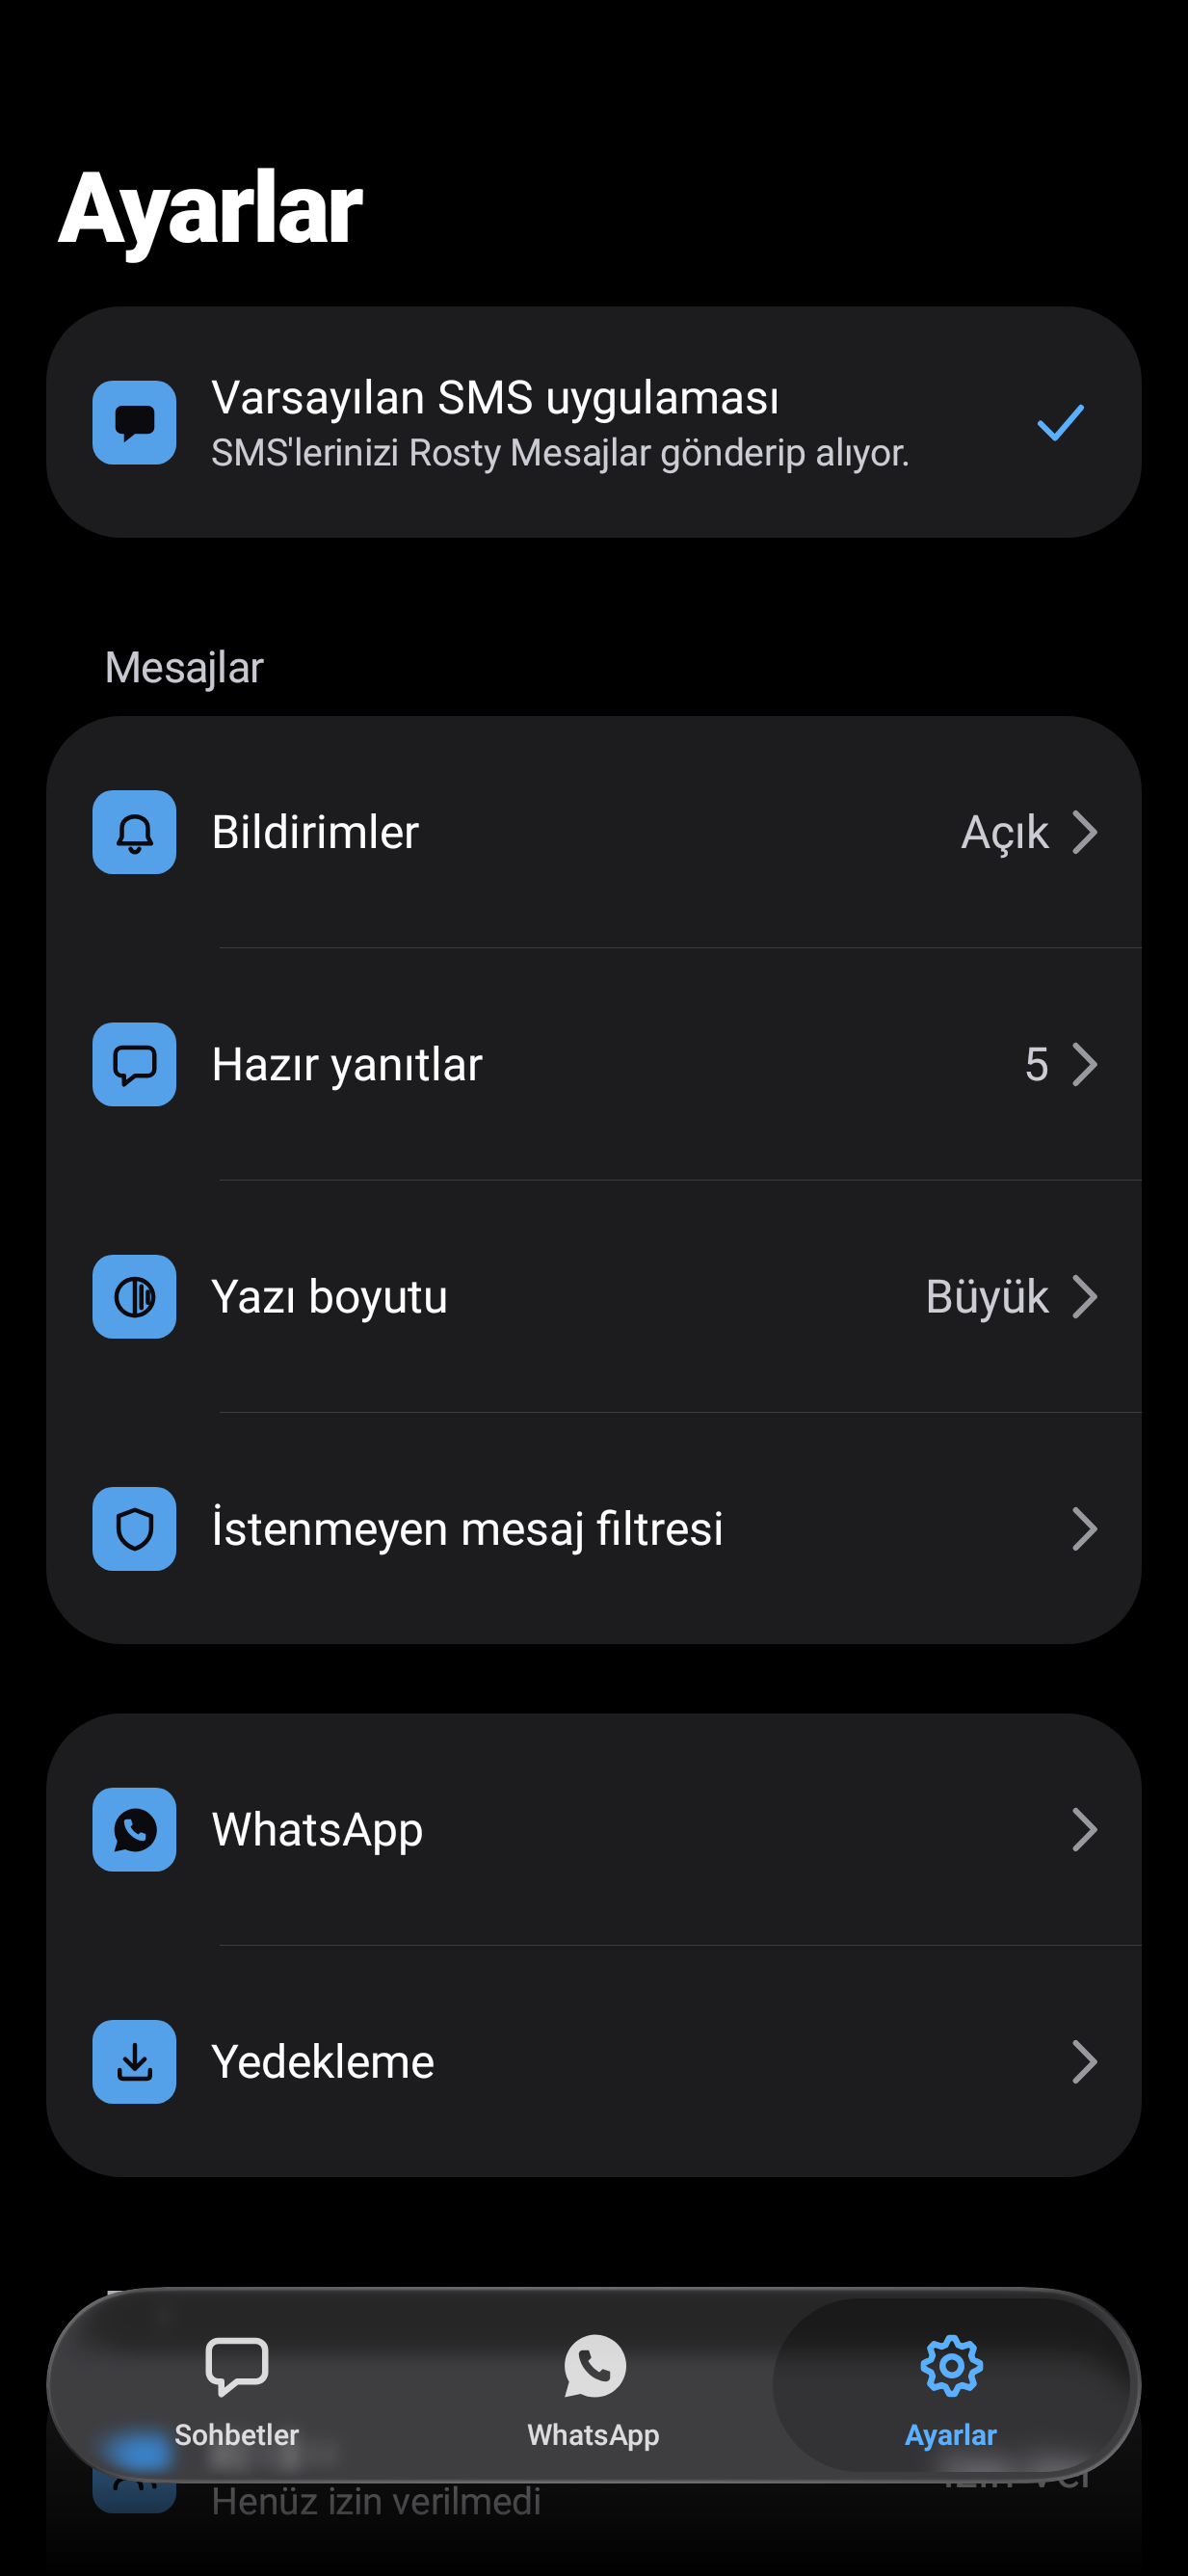 Ayarlar
Varsayılan SMS uygulaması
SMS'lerinizi Rosty Mesajlar gönderip alıyor.
Mesajlar
Bildirimler
Açık
Hazır yanıtlar
5
Yazı boyutu
Büyük
İstenmeyen mesaj filtresi
WhatsApp
Yedekleme
Sohbetler
WhatsApp
Ayarlar
Henüz izin verilmedi